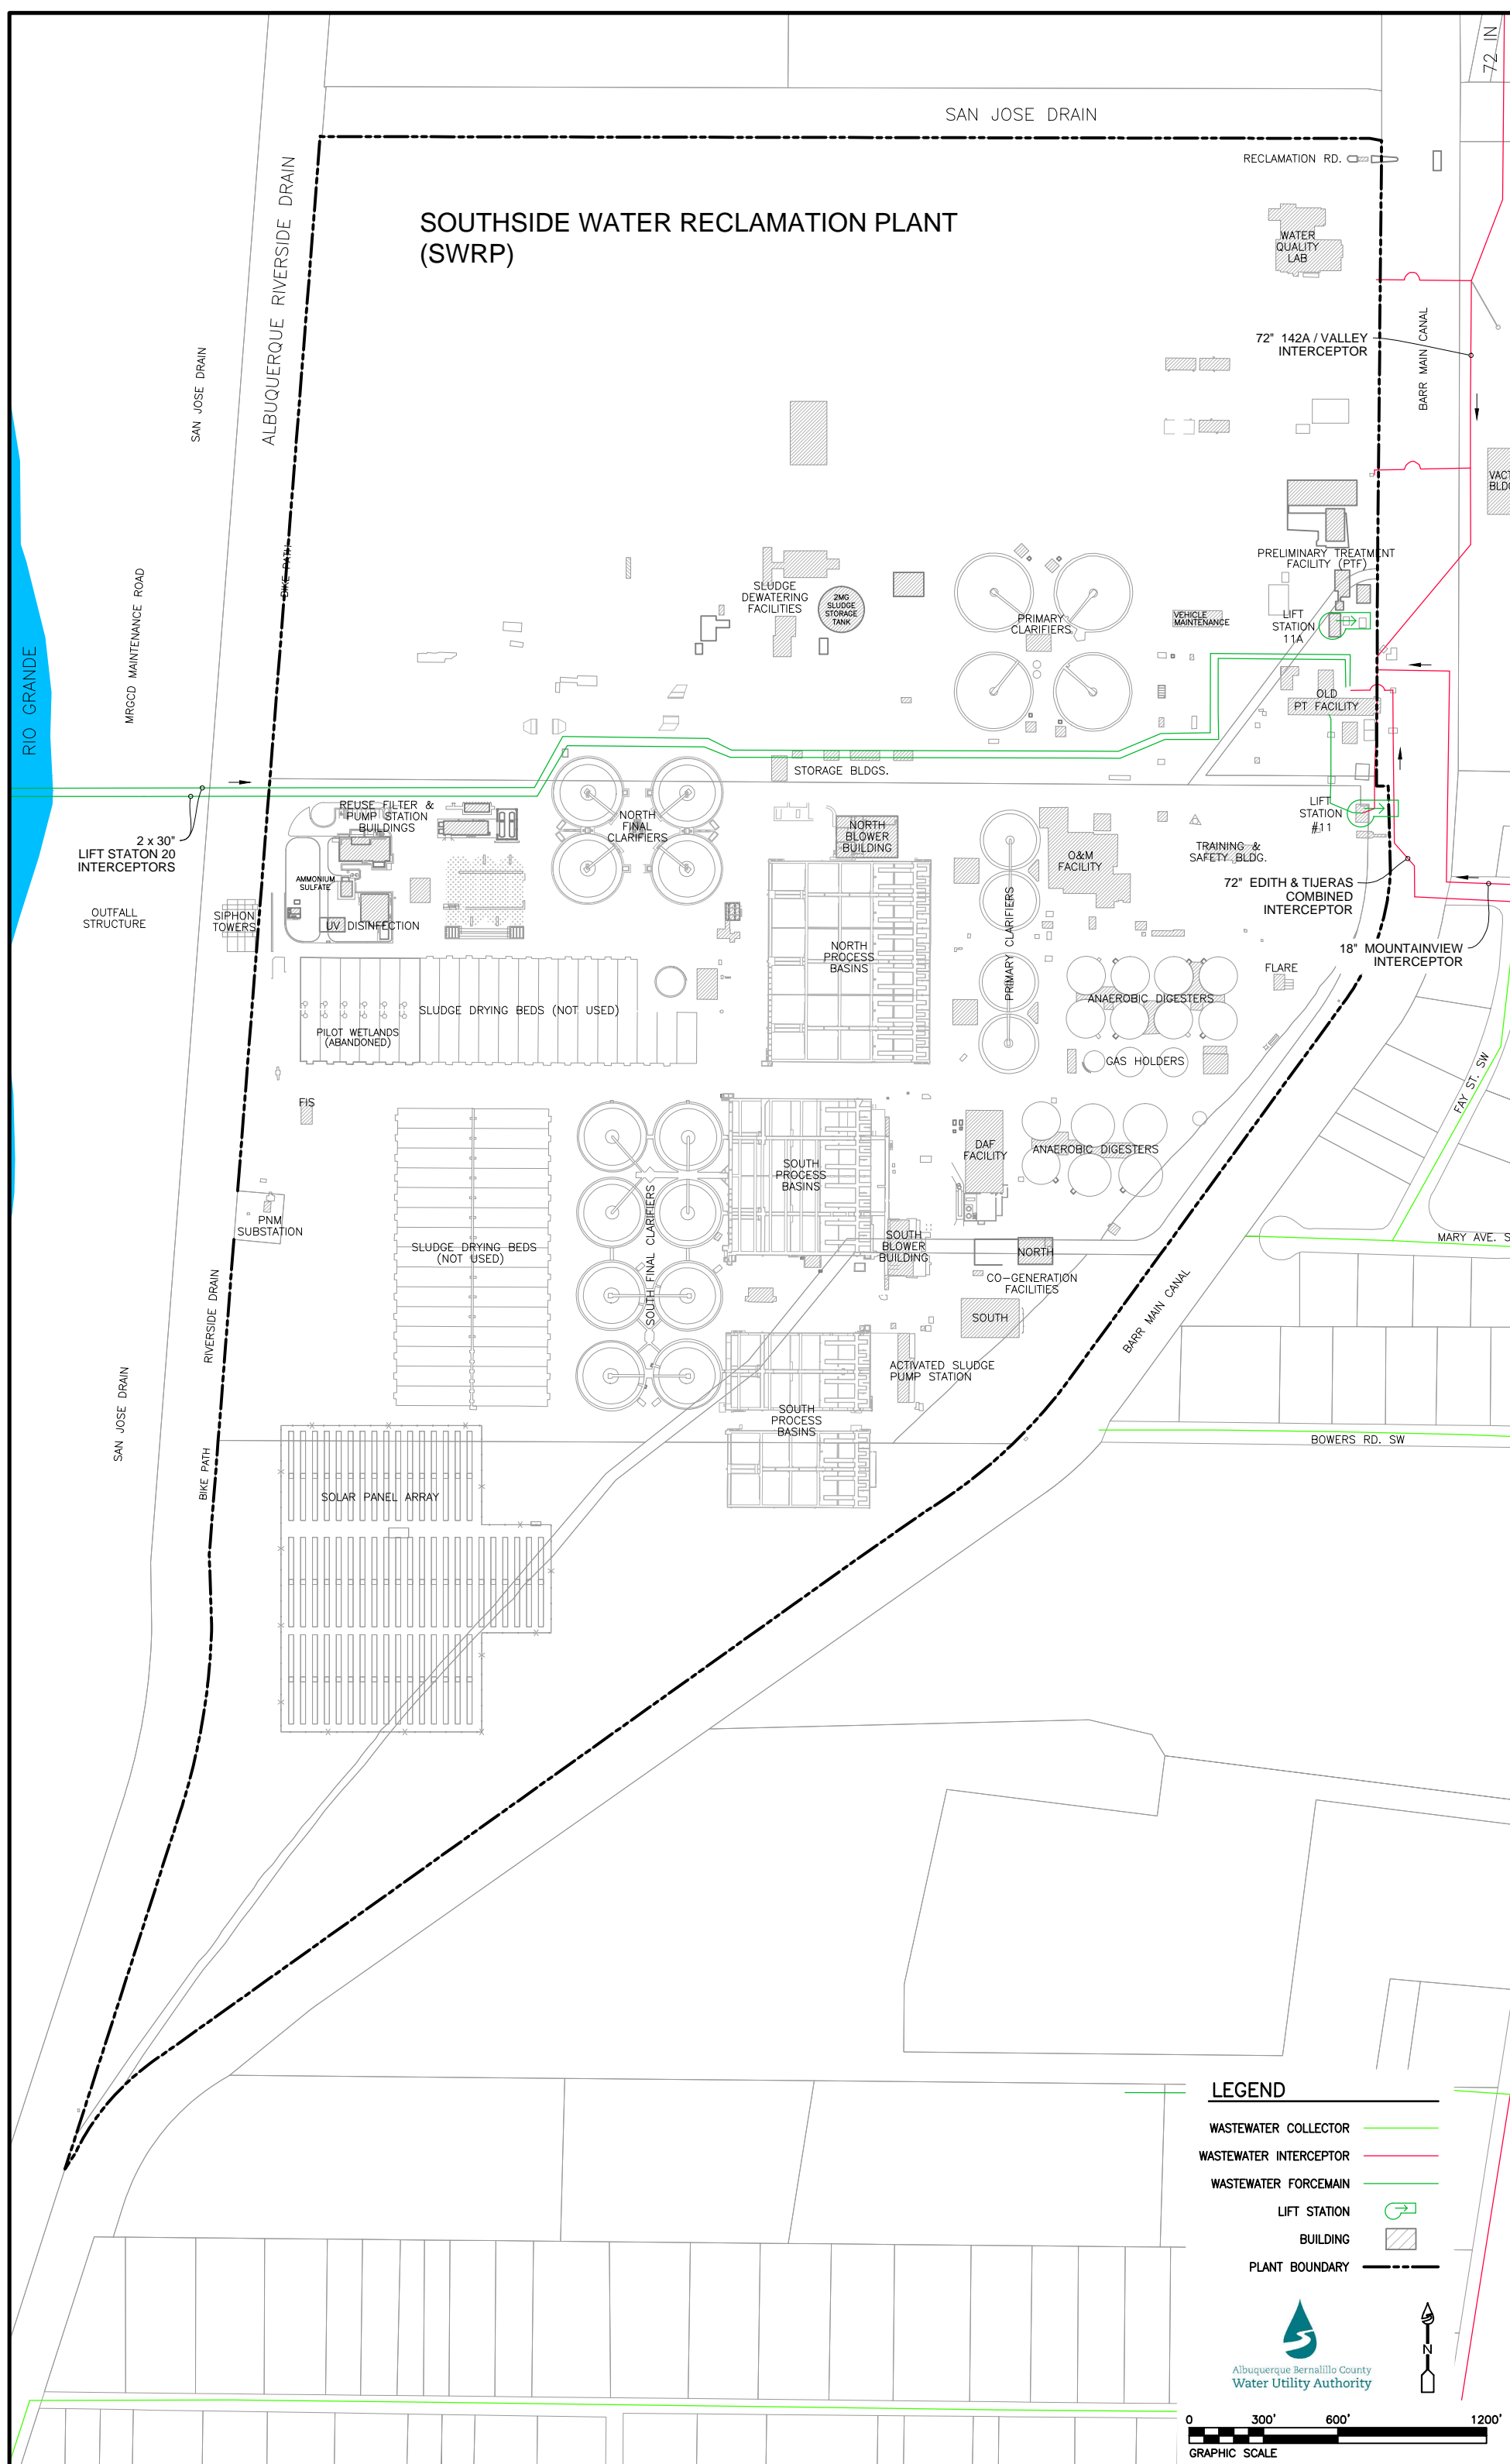 72 IN
SAN JOSE DRAIN
RECLAMATION RD.
ALBUQUERQUE RIVERSIDE DRAIN
SOUTHSIDE WATER RECLAMATION PLANT
(SWRP)
WATER
QUALITY
LAB
72" 142A / VALLEY
INTERCEPTOR
BARR MAIN CANAL
SAN JOSE DRAIN
VACT
BLD
BIKE PATH
MRGCD MAINTENANCE ROAD
RIO GRANDE
PRELIMINARY TREATMENT
FACILITY (PTF)
SLUDGE
DEWATERING
FACILITIES
2MG
SLUDGE
STORAGE
TANK
PRIMARY
CLARIFIERS
VEHICLE
MAINTENANCE
LIFT
STATION
11A
OLD
PT FACILITY
STORAGE BLDGS.
2 x 30"
LIFT STATON 20
INTERCEPTORS
REUSE FILTER &
PUMP STATION
BUILDINGS
NORTH
FINAL
CLARIFIERS
NORTH
BLOWER
BUILDING
O&M
FACILITY
LIFT
STATION
#11
TRAINING &
SAFETY BLDG.
AMMONIUM
SULFATE
72" EDITH & TIJERAS
COMBINED
INTERCEPTOR
OUTFALL
STRUCTURE
SIPHON
TOWERS
UV DISINFECTION
NORTH
PROCESS
BASINS
PRIMARY CLARIFIERS
18" MOUNTAINVIEW
INTERCEPTOR
FLARE
ANAEROBIC DIGESTERS
SLUDGE DRYING BEDS (NOT USED)
PILOT WETLANDS
(ABANDONED)
GAS HOLDERS
FAY ST. SW
FIS
DAF
FACILITY
ANAEROBIC DIGESTERS
SOUTH
PROCESS
BASINS
PNM
SUBSTATION
SLUDGE DRYING BEDS
(NOT USED)
SOUTH FINAL CLARIFIERS
SOUTH
BLOWER
BUILDING
NORTH
CO-GENERATION
FACILITIES
SOUTH
MARY AVE. S
RIVERSIDE DRAIN
BARR MAIN CANAL
SAN JOSE DRAIN
ACTIVATED SLUDGE
PUMP STATION
SOUTH
PROCESS
BASINS
BOWERS RD. SW
BIKE PATH
SOLAR PANEL ARRAY
LEGEND
WASTEWATER COLLECTOR
WASTEWATER INTERCEPTOR
WASTEWATER FORCEMAIN
LIFT STATION
BUILDING
PLANT BOUNDARY
Albuquerque Bernalillo County
Water Utility Authority
N
0 300' 600' 1200'
GRAPHIC SCALE